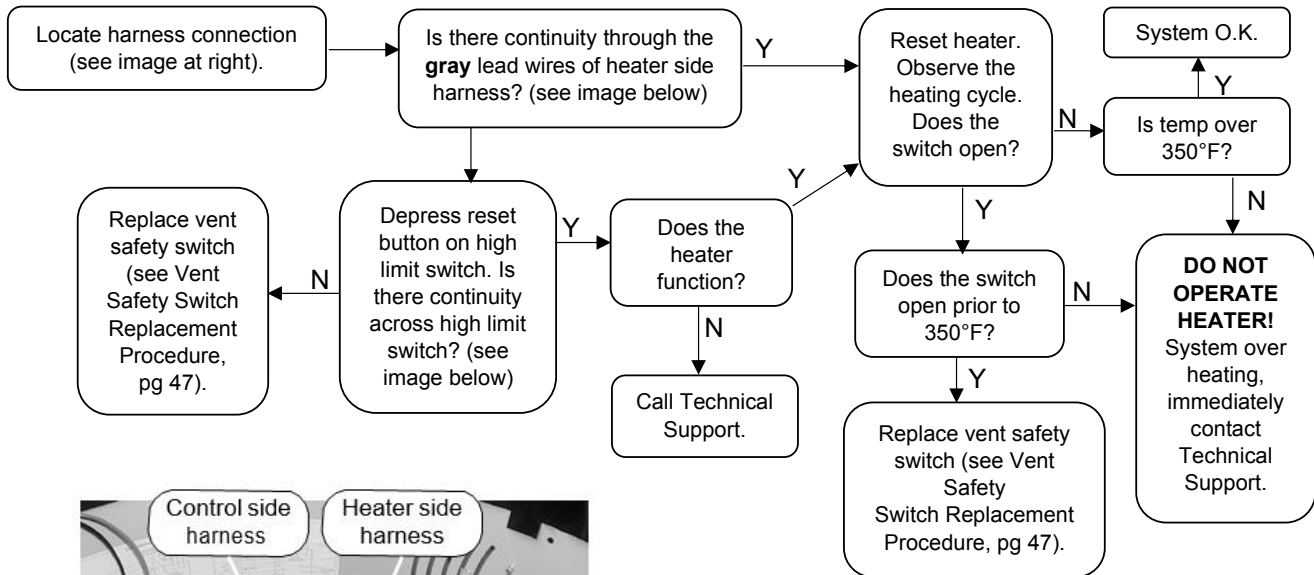 Locate harness connection
(see image at right).
Is there continuity through the
gray lead wires of heater side
harness? (see image below)
Y
Reset heater.
Observe the
heating cycle.
Does the
switch open?
N
System O.K.
Y
Is temp over
350°F?
N
Replace vent
safety switch
(see Vent
Safety Switch
Replacement
Procedure,
pg 47).
N
Depress reset
button on high
limit switch. Is
there continuity
across high limit
switch? (see
image below)
Y
Does the
heater
function?
Y
N
Call Technical
Support.
Y
Does the switch
open prior to
350°F?
N
Y
Replace vent safety
switch (see Vent
Safety
Switch Replacement
Procedure, pg 47).
DO NOT
OPERATE
HEATER!
System over
heating,
immediately
contact
Technical
Support.
Control side
harness
Heater side
harness